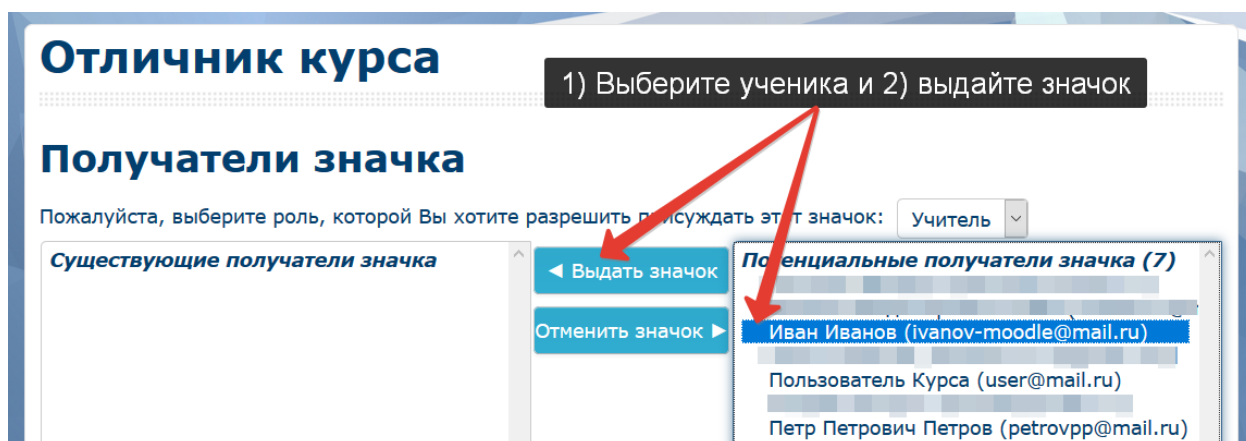 Отличник курса
1) Выберите ученика и 2) выдайте значок
Получатели значка
Пожалуйста, выберите роль, которой Вы хотите разрешить присуждать этот значок: Учитель
Существующие получатели значка
◄ Выдать значок
Отменить значок ►
Потенциальные получатели значка (7)
Иван Иванов (ivanov-moodle@mail.ru)
Пользователь Курса (user@mail.ru)
Петр Петрович Петров (petrovpp@mail.ru)